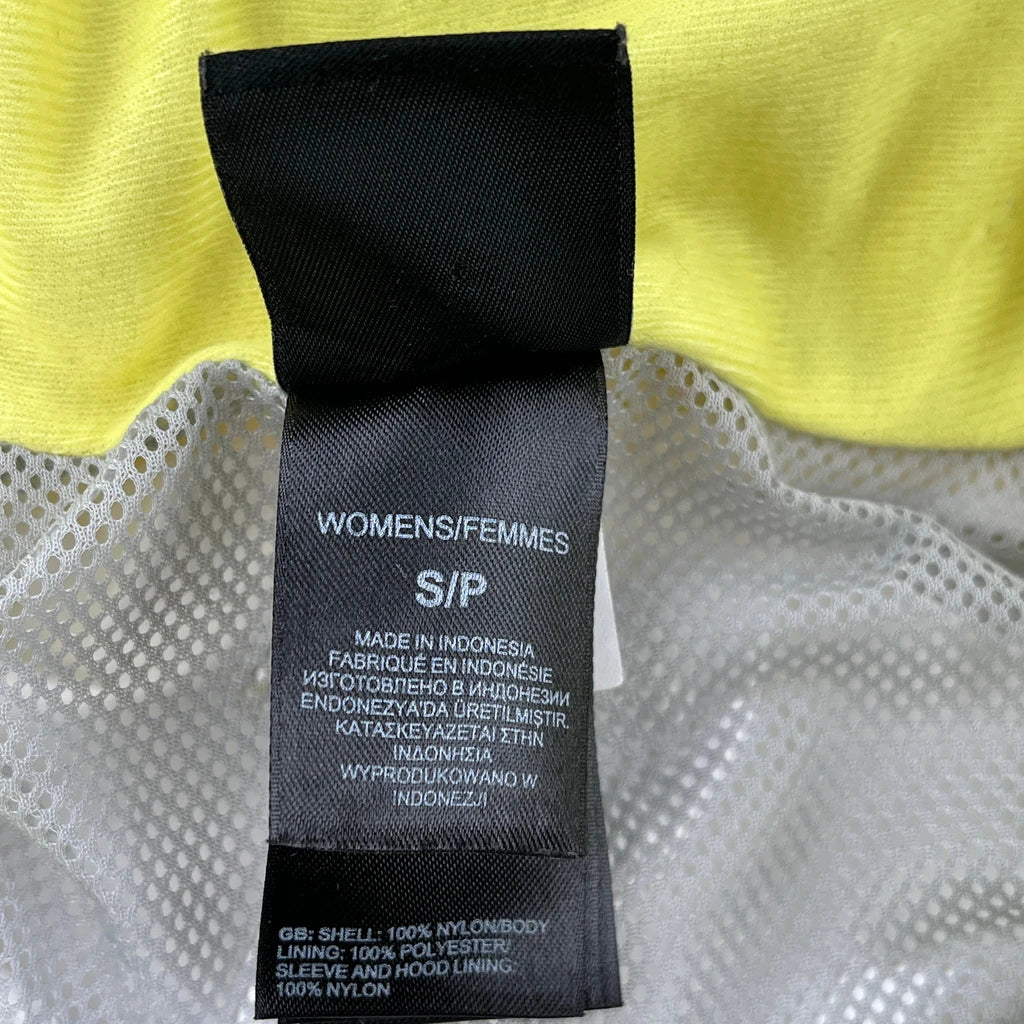 WOMENS/FEMMES
S/P
MADE IN INDONESIA
FABRIQUÉ EN INDONÉSIE
ИЗГОТОВЛЕНО В ИНДОНЕЗИИ
ENDONEZYA'DA ÜRETILMISTIR
ΚΑΤΑΣΚΕΥΑΖΕΤΑΙ ΣΤΗΝ
ΙΝΔΟΝΗΣΙΑ
WYPRODUKOWANO W
INDONEZJI
GB: SHELL: 100% NYLON/BODY
LINING: 100% POLYESTER/
SLEEVE AND HOOD LINING:
100% NYLON